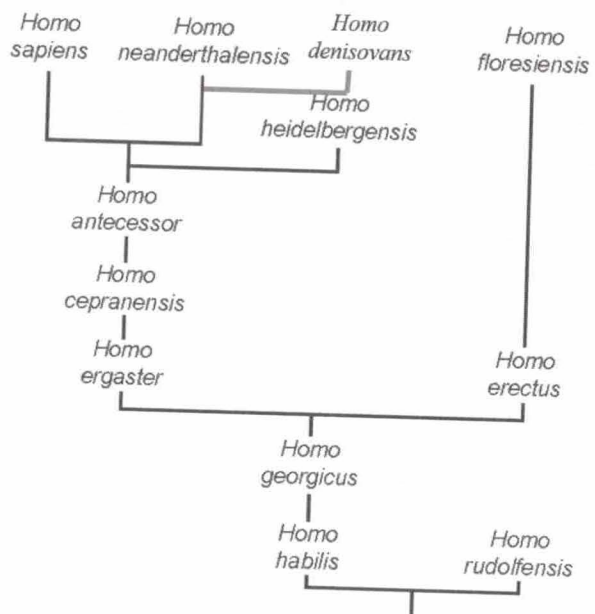 Homo
sapiens
Homo
neanderthalensis
Homo
denisovans
Homo
floresiensis
Homo
heidelbergensis
Homo
antecessor
Homo
cepranensis
Homo
ergaster
Homo
erectus
Homo
georgicus
Homo
habilis
Homo
rudolfensis